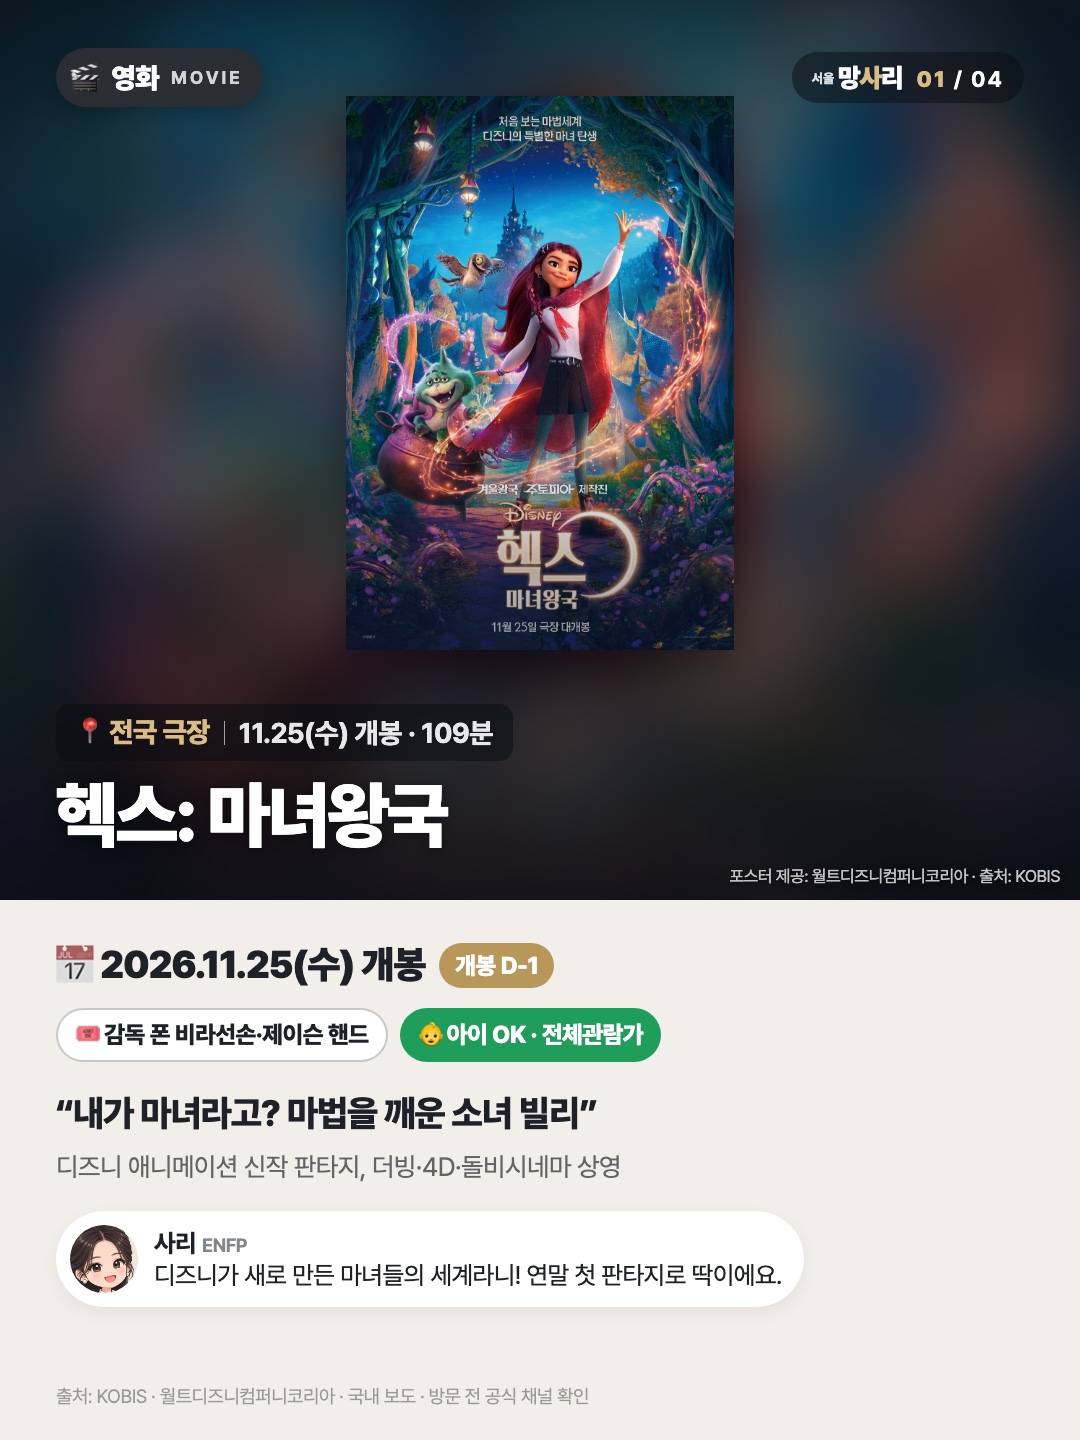 영화 MOVIE
서울 망사리 01 / 04
처음 보는 마법세계
디즈니의 특별한 마녀 탄생
겨울왕국 주토피아 제작진
Disney
헥스
마녀왕국
11월 25일 극장 대개봉
전국 극장 | 11.25(수) 개봉 · 109분
헥스: 마녀왕국
포스터 제공: 월트디즈니컴퍼니코리아 · 출처: KOBIS
JUL 17 2026.11.25(수) 개봉 개봉 D-1
감독 폰 비라선손·제이슨 핸드 아이 OK · 전체관람가
“내가 마녀라고? 마법을 깨운 소녀 빌리”
디즈니 애니메이션 신작 판타지, 더빙·4D·돌비시네마 상영
사리 ENFP
디즈니가 새로 만든 마녀들의 세계라니! 연말 첫 판타지로 딱이에요.
출처: KOBIS · 월트디즈니컴퍼니코리아 · 국내 보도 · 방문 전 공식 채널 확인